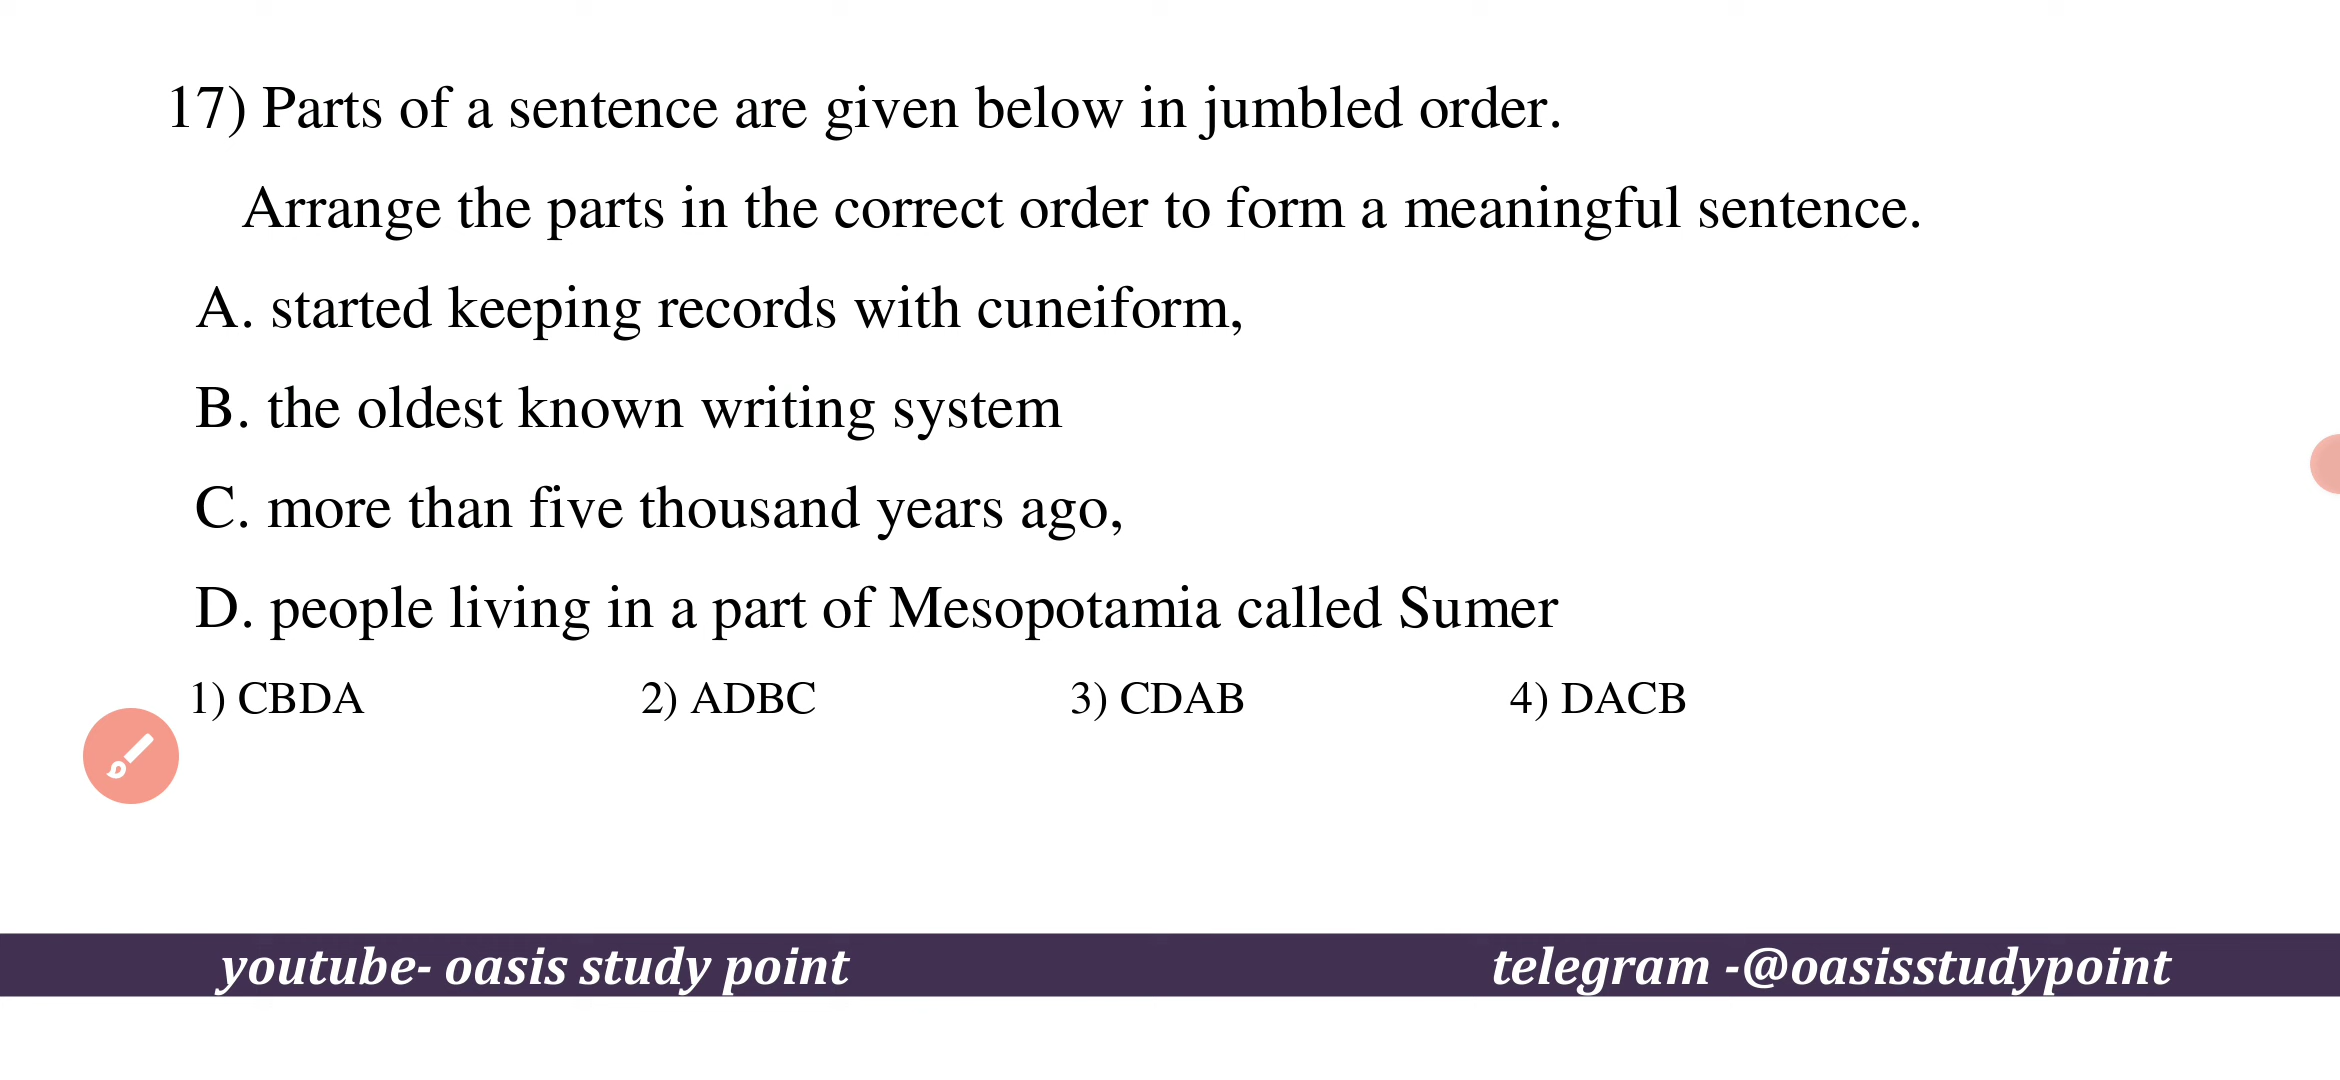 17) Parts of a sentence are given below in jumbled order.
Arrange the parts in the correct order to form a meaningful sentence.
A. started keeping records with cuneiform,
B. the oldest known writing system
C. more than five thousand years ago,
D. people living in a part of Mesopotamia called Sumer
1) CBDA 2) ADBC 3) CDAB 4) DACB
youtube- oasis study point telegram -@oasisstudypoint